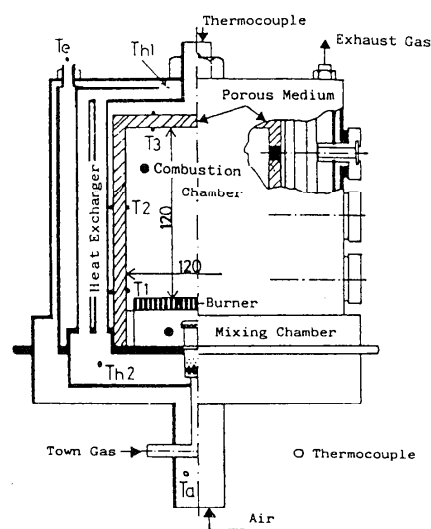 Thermocouple
Te
Th1
Exhaust Gas
Porous Medium
T3
Combustion
Chamber
T2
120
Heat Exchanger
120
T1
Burner
Mixing Chamber
Th2
Town Gas
Thermocouple
Ta
Air